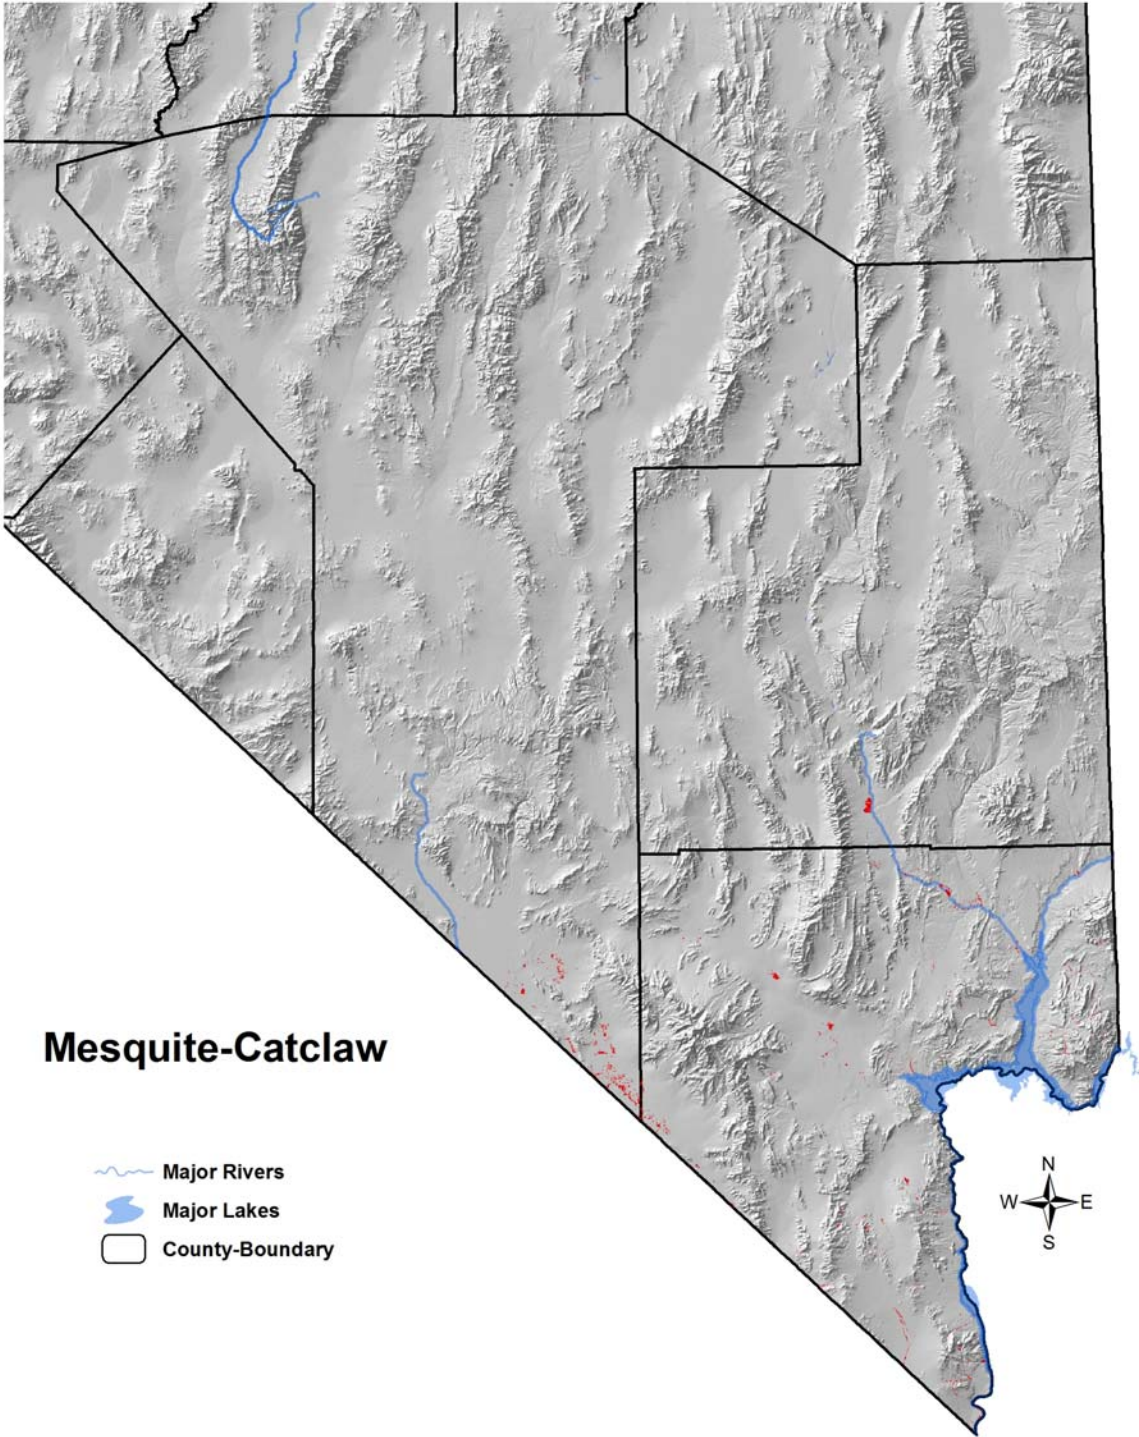 Mesquite-Catclaw
Major Rivers
Major Lakes
County-Boundary
N
W E
S